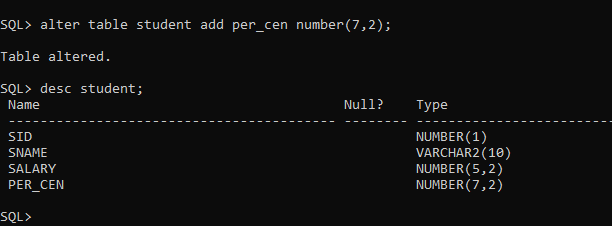 SQL> alter table student add per_cen number(7,2);
Table altered.
SQL> desc student;
Name Null? Type
----------------------------------------- -------- ------------------------
SID NUMBER(1)
SNAME VARCHAR2(10)
SALARY NUMBER(5,2)
PER_CEN NUMBER(7,2)
SQL>